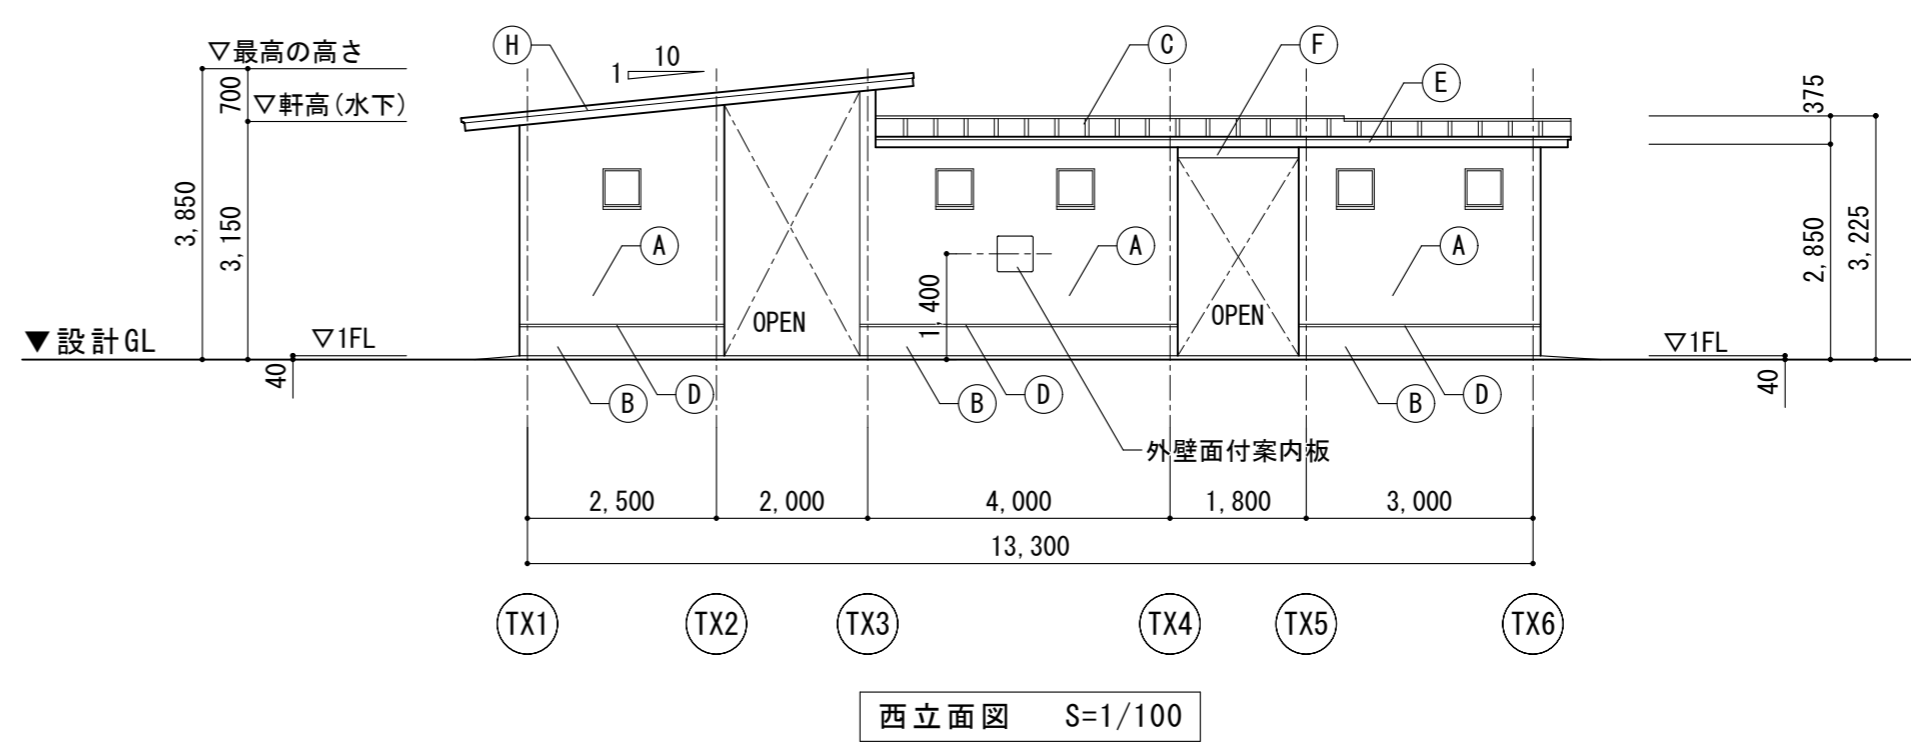 ▽最高の高さ
700
▽軒高(水下)
3,850
3,150
H
1
10
C
F
E
375
2,850
3,225
A
A
A
OPEN
OPEN
1,400
▼設計GL
▽1FL
▽1FL
40
40
B
D
B
D
B
D
外壁面付案内板
2,500
2,000
4,000
1,800
3,000
13,300
TX1
TX2
TX3
TX4
TX5
TX6
西立面図 S=1/100